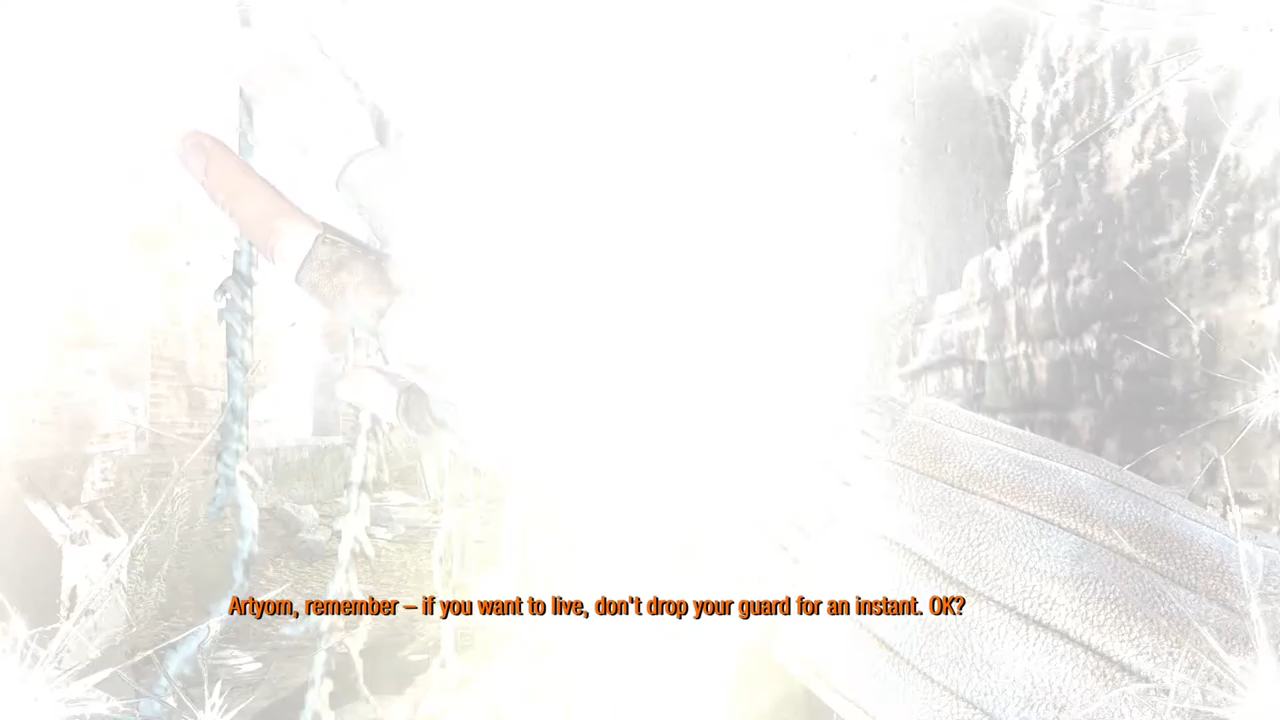 Artyom, remember – if you want to live, don't drop your guard for an instant. OK?